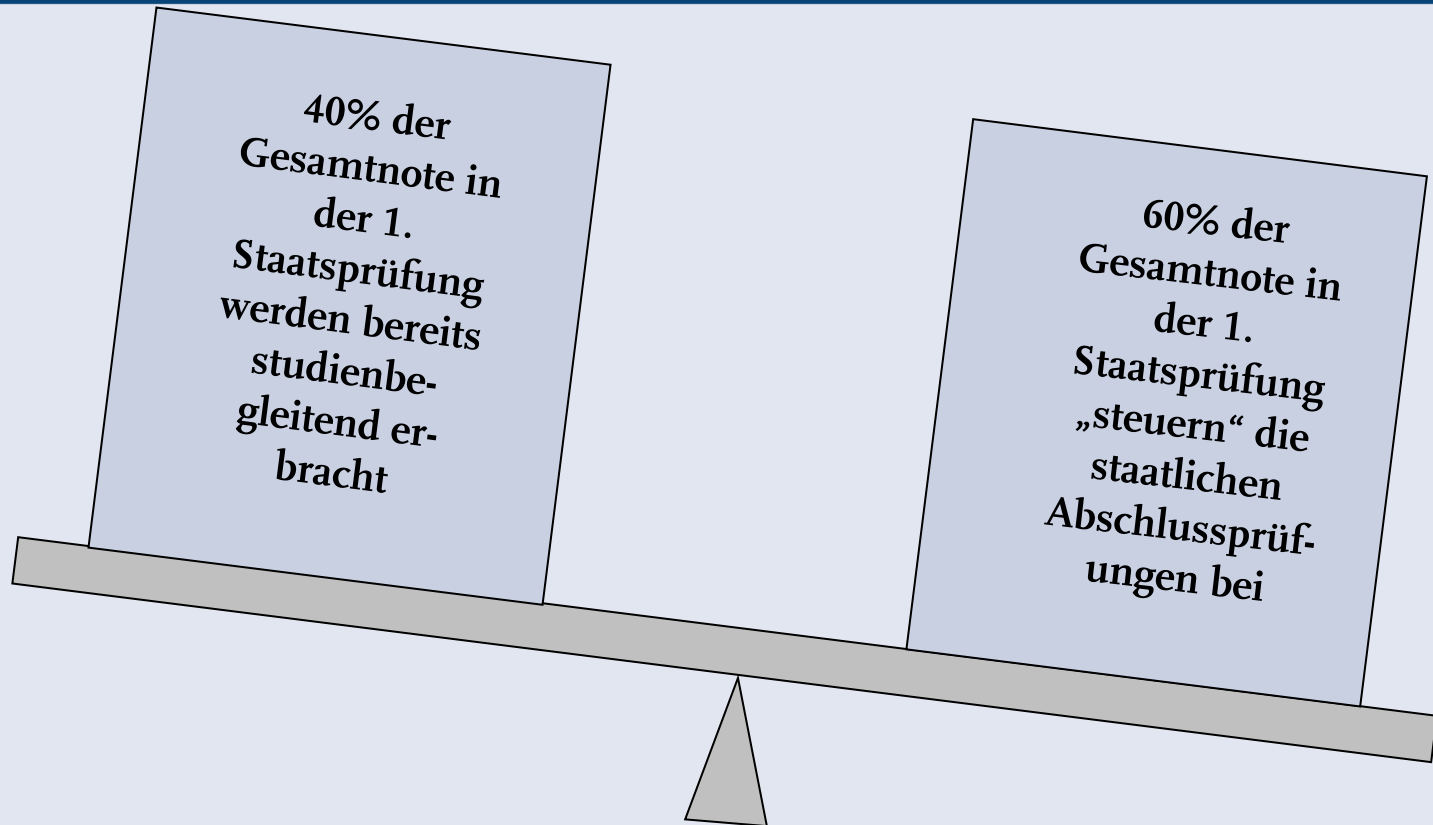 40% der
Gesamtnote in
der 1.
Staatsprüfung
werden bereits
studienbe-
gleitend er-
bracht
60% der
Gesamtnote in
der 1.
Staatsprüfung
„steuern“ die
staatlichen
Abschlussprüf-
ungen bei